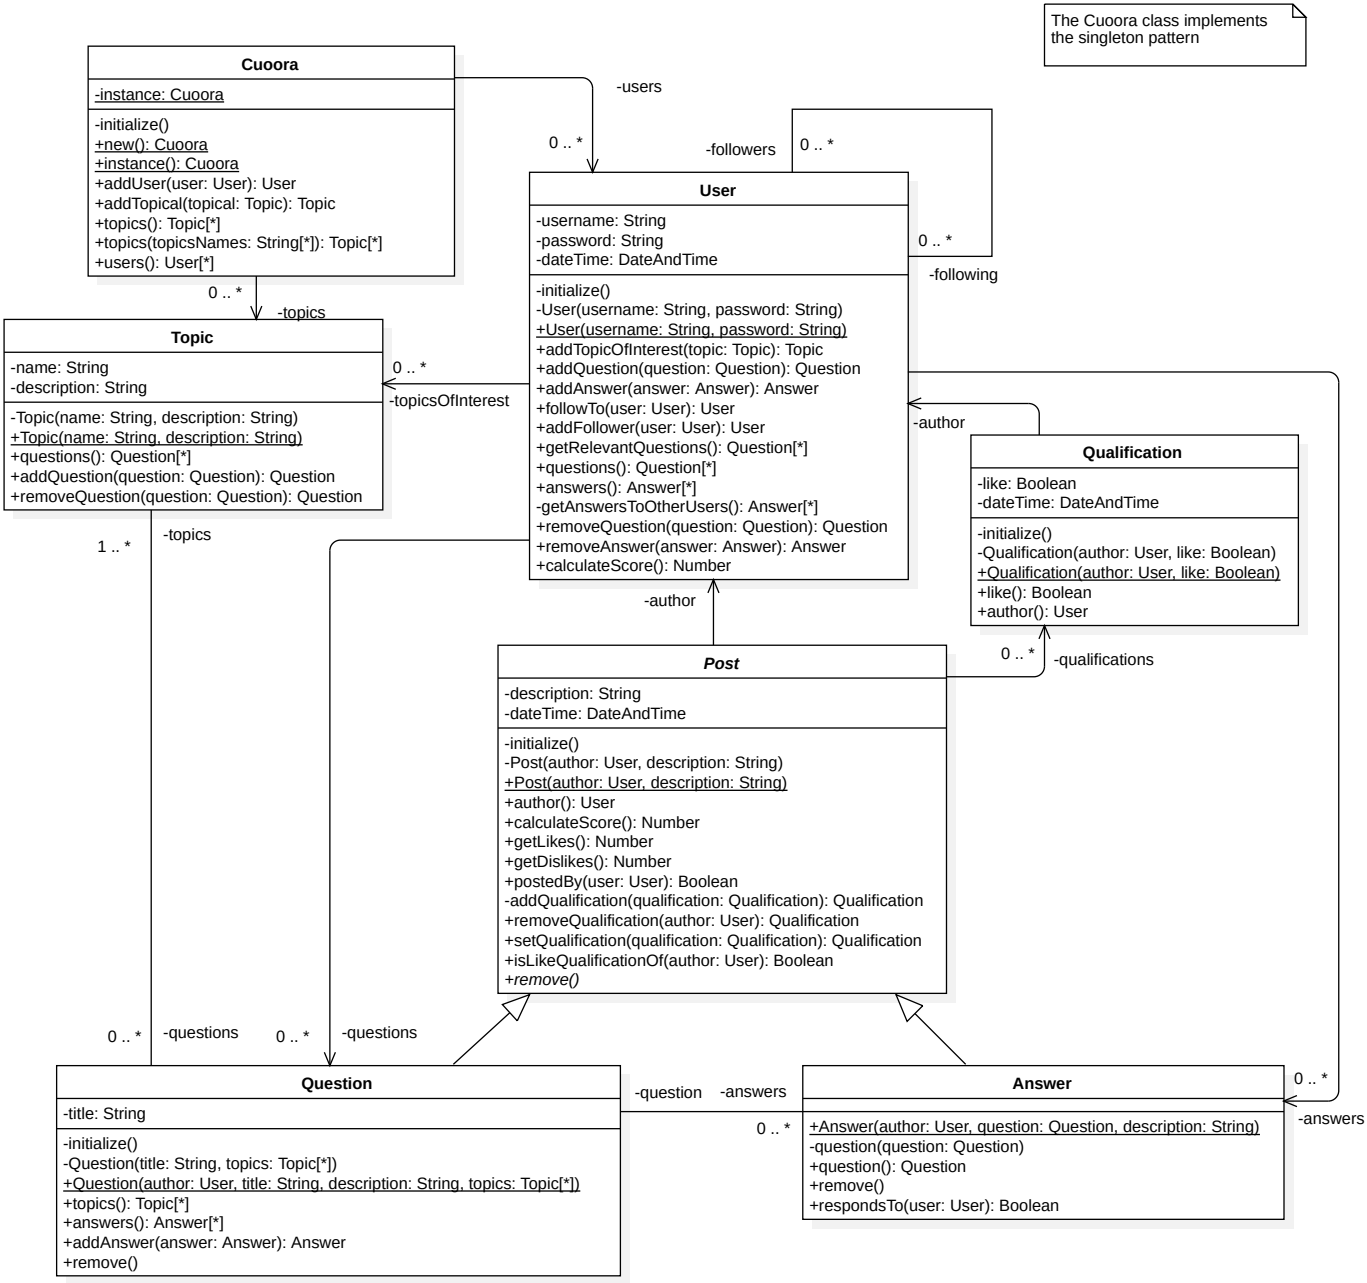 The Cuoora class implements
the singleton pattern
Cuoora
-instance: Cuoora
-initialize()
+new(): Cuoora
+instance(): Cuoora
+addUser(user: User): User
+addTopical(topical: Topic): Topic
+topics(): Topic[*]
+topics(topicsNames: String[*]): Topic[*]
+users(): User[*]
-users
0 .. *
-followers
0 .. *
0 .. *
-following
User
-username: String
-password: String
-dateTime: DateAndTime
-initialize()
-User(username: String, password: String)
+User(username: String, password: String)
+addTopicOfInterest(topic: Topic): Topic
+addQuestion(question: Question): Question
+addAnswer(answer: Answer): Answer
+followTo(user: User): User
+addFollower(user: User): User
+getRelevantQuestions(): Question[*]
+questions(): Question[*]
+answers(): Answer[*]
-getAnswersToOtherUsers(): Answer[*]
+removeQuestion(question: Question): Question
+removeAnswer(answer: Answer): Answer
+calculateScore(): Number
0 .. *
-topics
Topic
-name: String
-description: String
-Topic(name: String, description: String)
+Topic(name: String, description: String)
+questions(): Question[*]
+addQuestion(question: Question): Question
+removeQuestion(question: Question): Question
0 .. *
-topicsOfInterest
-author
Qualification
-like: Boolean
-dateTime: DateAndTime
-initialize()
-Qualification(author: User, like: Boolean)
+Qualification(author: User, like: Boolean)
+like(): Boolean
+author(): User
-topics
1 .. *
-author
0 .. *
-qualifications
Post
-description: String
-dateTime: DateAndTime
-initialize()
-Post(author: User, description: String)
+Post(author: User, description: String)
+author(): User
+calculateScore(): Number
+getLikes(): Number
+getDislikes(): Number
+postedBy(user: User): Boolean
-addQualification(qualification: Qualification): Qualification
+removeQualification(author: User): Qualification
+setQualification(qualification: Qualification): Qualification
+isLikeQualificationOf(author: User): Boolean
+remove()
0 .. *
-questions
0 .. *
-questions
Question
-title: String
-initialize()
-Question(title: String, topics: Topic[*])
+Question(author: User, title: String, description: String, topics: Topic[*])
+topics(): Topic[*]
+answers(): Answer[*]
+addAnswer(answer: Answer): Answer
+remove()
-question
-answers
0 .. *
Answer
+Answer(author: User, question: Question, description: String)
-question(question: Question)
+question(): Question
+remove()
+respondsTo(user: User): Boolean
0 .. *
-answers